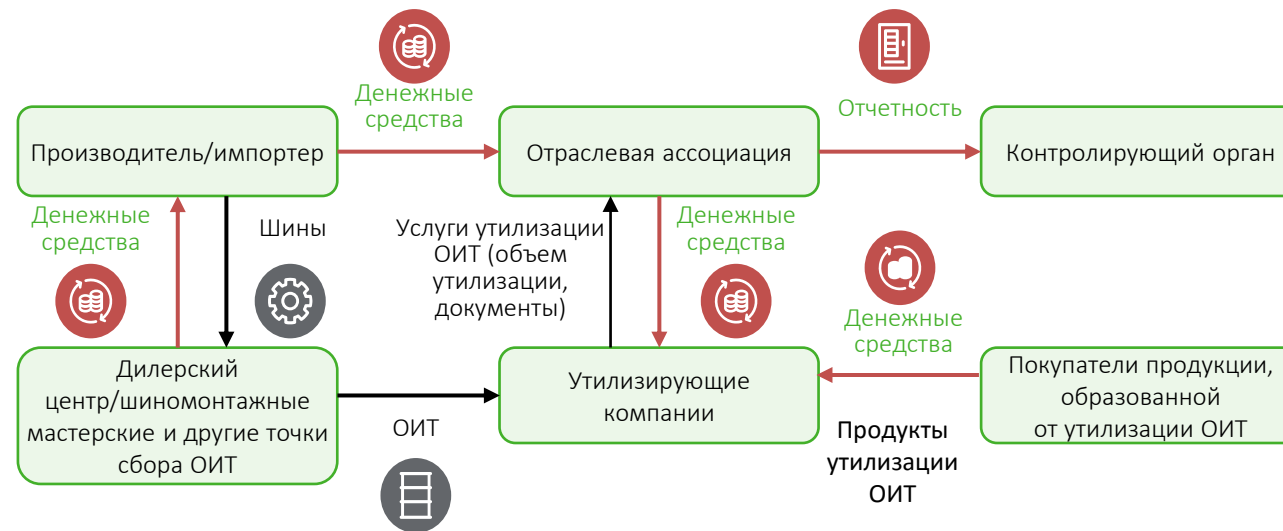 Денежные
средства
Отчетность
Производитель/импортер
Отраслевая ассоциация
Контролирующий орган
Денежные
средства
Шины
Услуги утилизации
ОИТ (объем
утилизации,
документы)
Денежные
средства
Денежные
средства
Дилерский
центр/шиномонтажные
мастерские и другие точки
сбора ОИТ
ОИТ
Утилизирующие
компании
Продукты
утилизации
ОИТ
Покупатели продукции,
образованной
от утилизации ОИТ